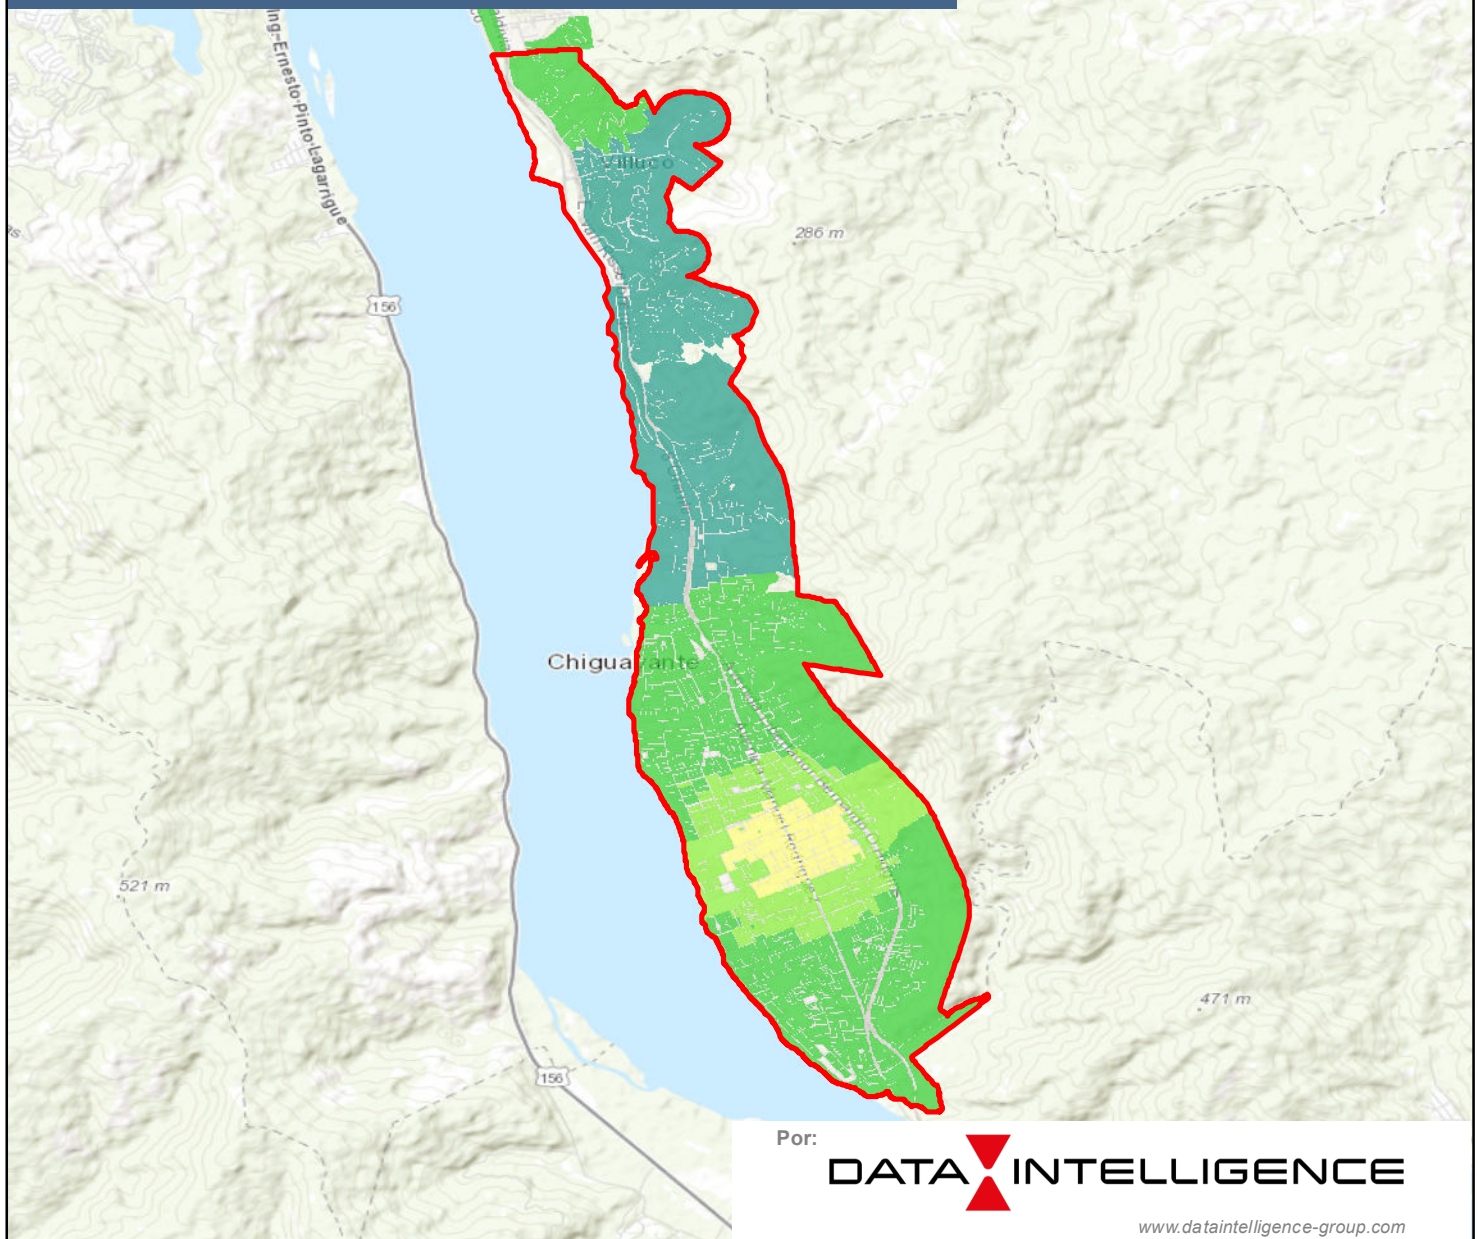 Ing.-Ernesto-Pinto-Lagarrigue
286 m
156
Chiguayante
521 m
471 m
156
Por:
DATA INTELLIGENCE
www.dataintelligence-group.com